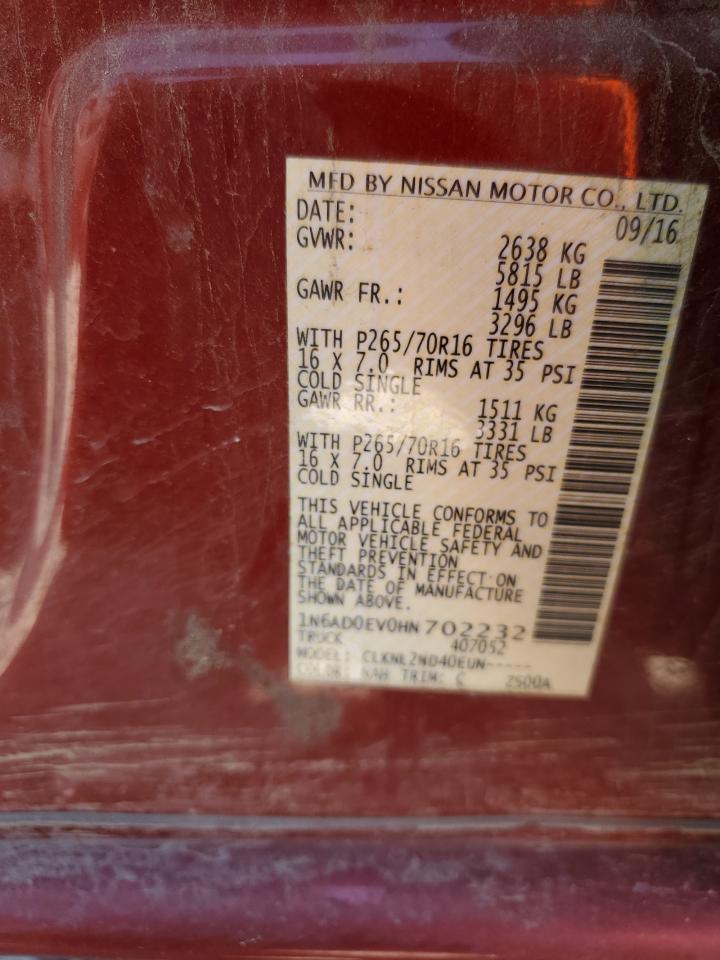 MFD BY NISSAN MOTOR CO., LTD.
DATE: 09/16
GVWR: 2638 KG
5815 LB
GAWR FR.: 1495 KG
3296 LB
WITH P265/70R16 TIRES
16 X 7.0 RIMS AT 35 PSI
COLD SINGLE
GAWR RR.: 1511 KG
3331 LB
WITH P265/70R16 TIRES
16 X 7.0 RIMS AT 35 PSI
COLD SINGLE
THIS VEHICLE CONFORMS TO
ALL APPLICABLE FEDERAL
MOTOR VEHICLE SAFETY AND
THEFT PREVENTION
STANDARDS IN EFFECT ON
THE DATE OF MANUFACTURE
SHOWN ABOVE.
1N6AD0EV0HN702232
TRUCK 407052
MODEL: CLKNL2ND40EUN-----
COLOR: NAH TRIM: C 2500A